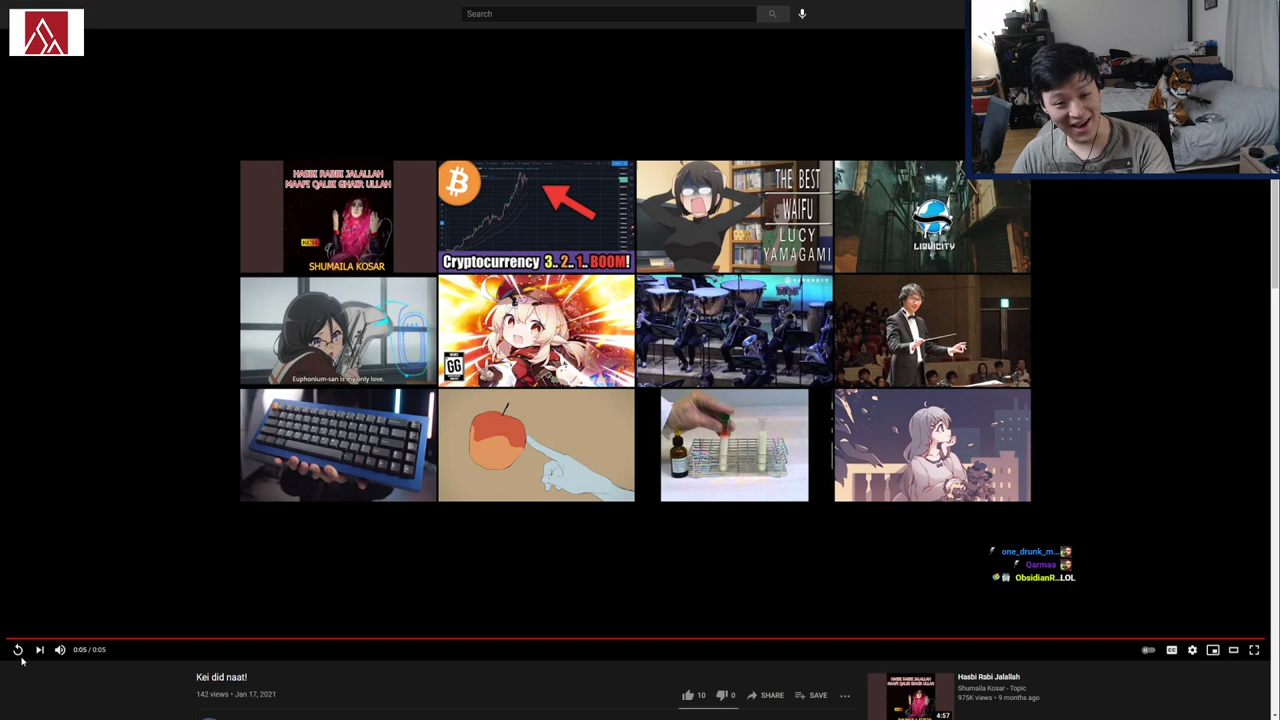 Search
HASBI RABBI JALALLAH
MAAFI QALBI GHAIR ULLAH
SHUMAILA KOSAR
Cryptocurrency 3.. 2.. 1.. BOOM!
THE BEST
WAIFU
LUCY
YAMAGAMI
LIQUICITY
Euphonium-san is my only love.
GG
one_drunk_m...
Qarmaa
ObsidianR...LOL
0:05 / 0:05
CC
Kei did naat!
142 views • Jan 17, 2021
10
0
SHARE
SAVE
Hasbi Rabi Jalallah
Shumaila Kosar - Topic
975K views • 9 months ago
4:57